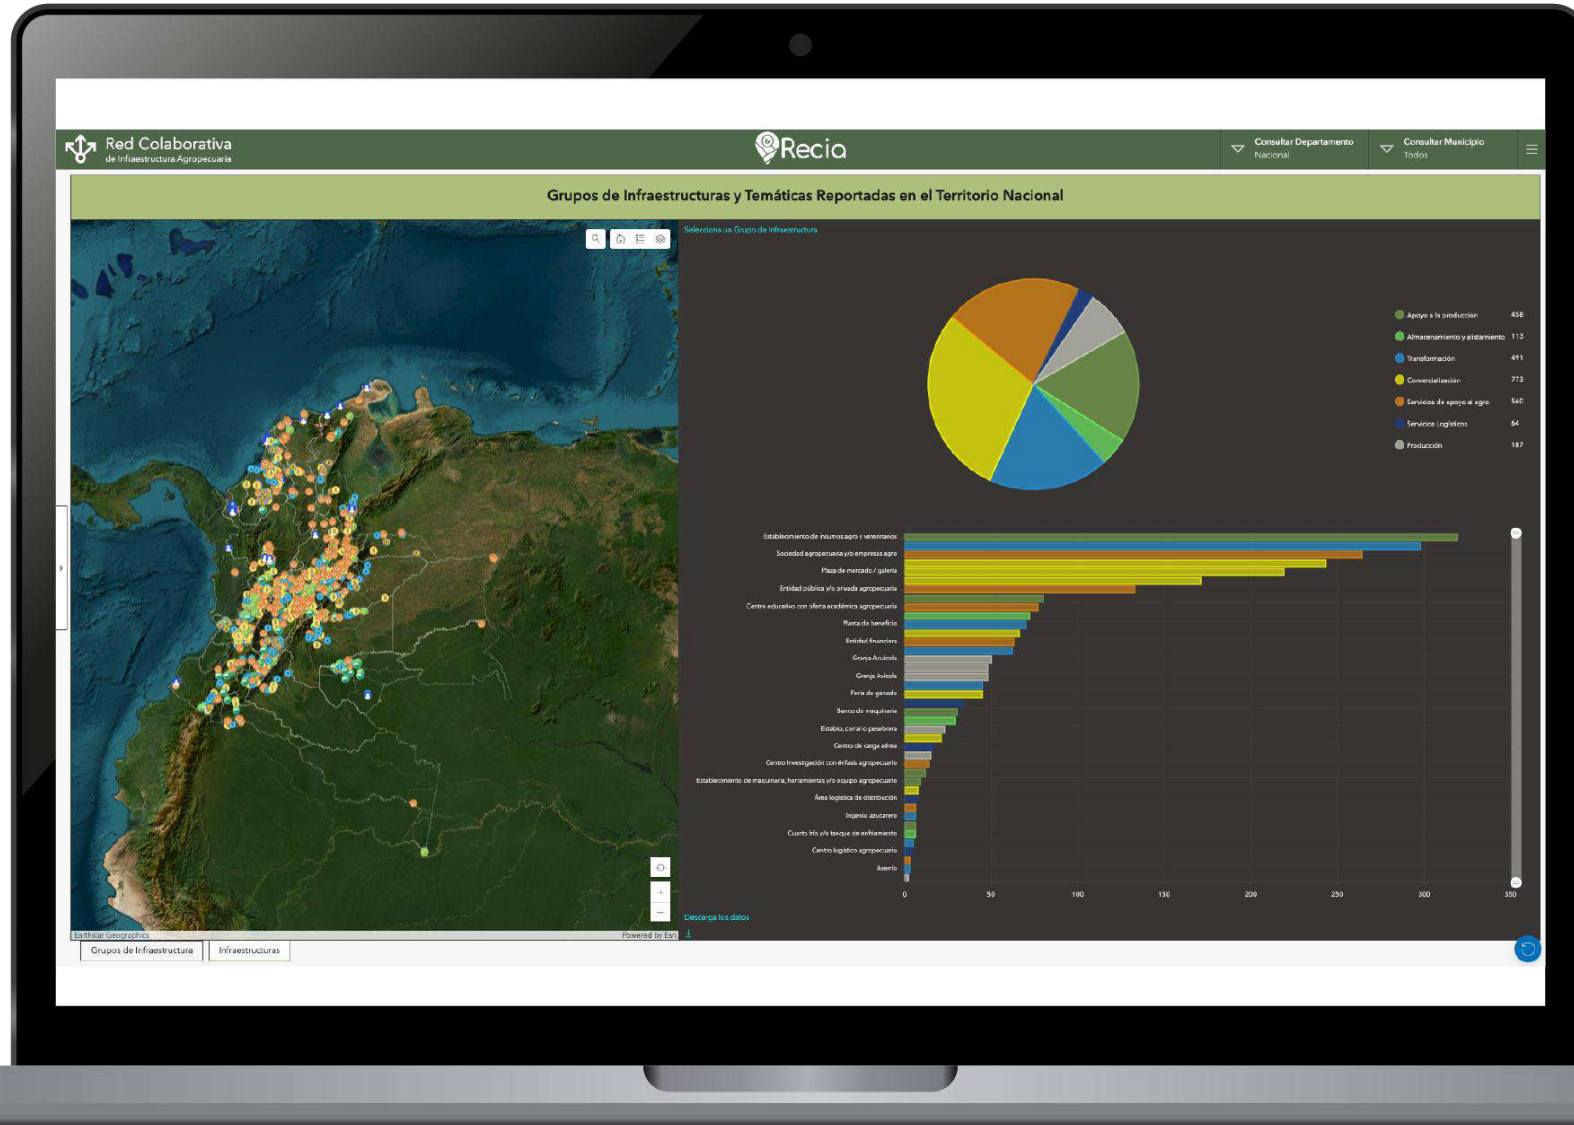 Red Colaborativa
de Infraestructura Agropecuaria
Recia
Consultar Departamento
Nacional
Consultar Municipio
Todos
Grupos de Infraestructuras y Temáticas Reportadas en el Territorio Nacional
Selecciona un Grupo de Infraestructura
Apoyo a la producción 458
Almacenamiento y alistamiento 113
Transformación 491
Comercialización 773
Servicios de apoyo al agro 560
Servicios Logísticos 64
Producción 187
Establecimiento de insumos agro y veterinarios
Sociedad agropecuaria y/o empresas agro
Plaza de mercado / galería
Entidad pública y/o privada agropecuaria
Centro educativo con oferta académica agropecuaria
Planta de beneficio
Entidad financiera
Granja Acuícola
Granja Avícola
Feria de ganado
Banco de maquinaria
Establo, corral o pesebrera
Centro de carga aérea
Centro Investigación con énfasis agropecuario
Establecimiento de maquinaria, herramientas y/o equipo agropecuario
Área logística de distribución
Ingenio azucarero
Cuarto frío y/o tanque de enfriamiento
Centro logístico agropecuario
Aserrío
0 50 100 150 200 250 300 350
Descarga los datos
Earthstar Geographics
Powered by Esri
Grupos de Infraestructura
Infraestructuras